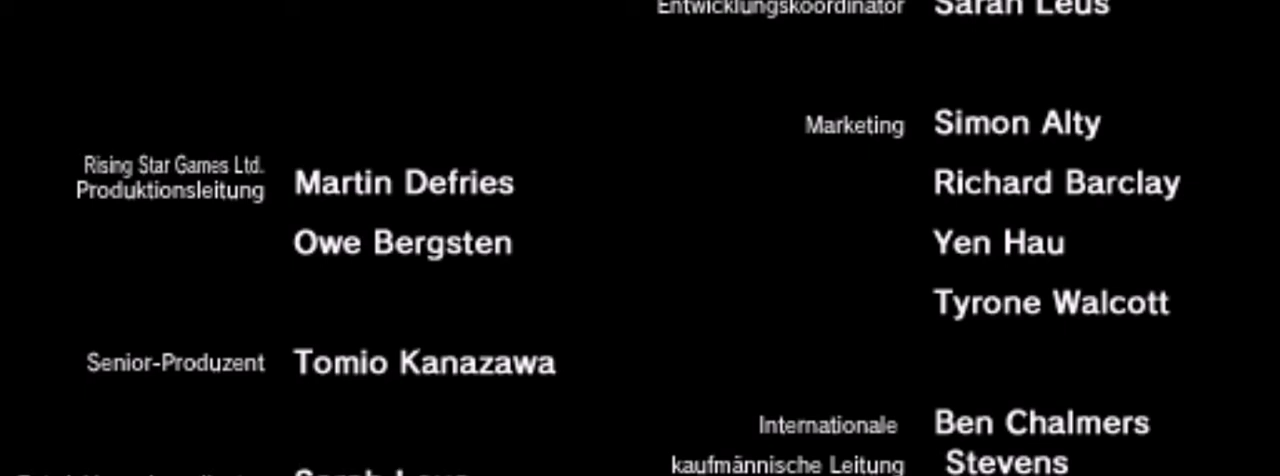 Rising Star Games Ltd.
Produktionsleitung Martin Defries
Owe Bergsten
Senior-Produzent Tomio Kanazawa
Entwicklungskoordinator Sarah Leus
Marketing Simon Alty
Richard Barclay
Yen Hau
Tyrone Walcott
Internationale Ben Chalmers
kaufmännische Leitung Stevens